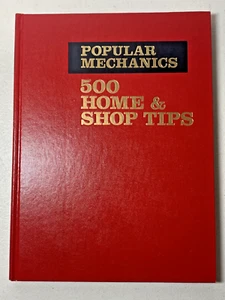 POPULAR
MECHANICS
500
HOME &
SHOP TIPS